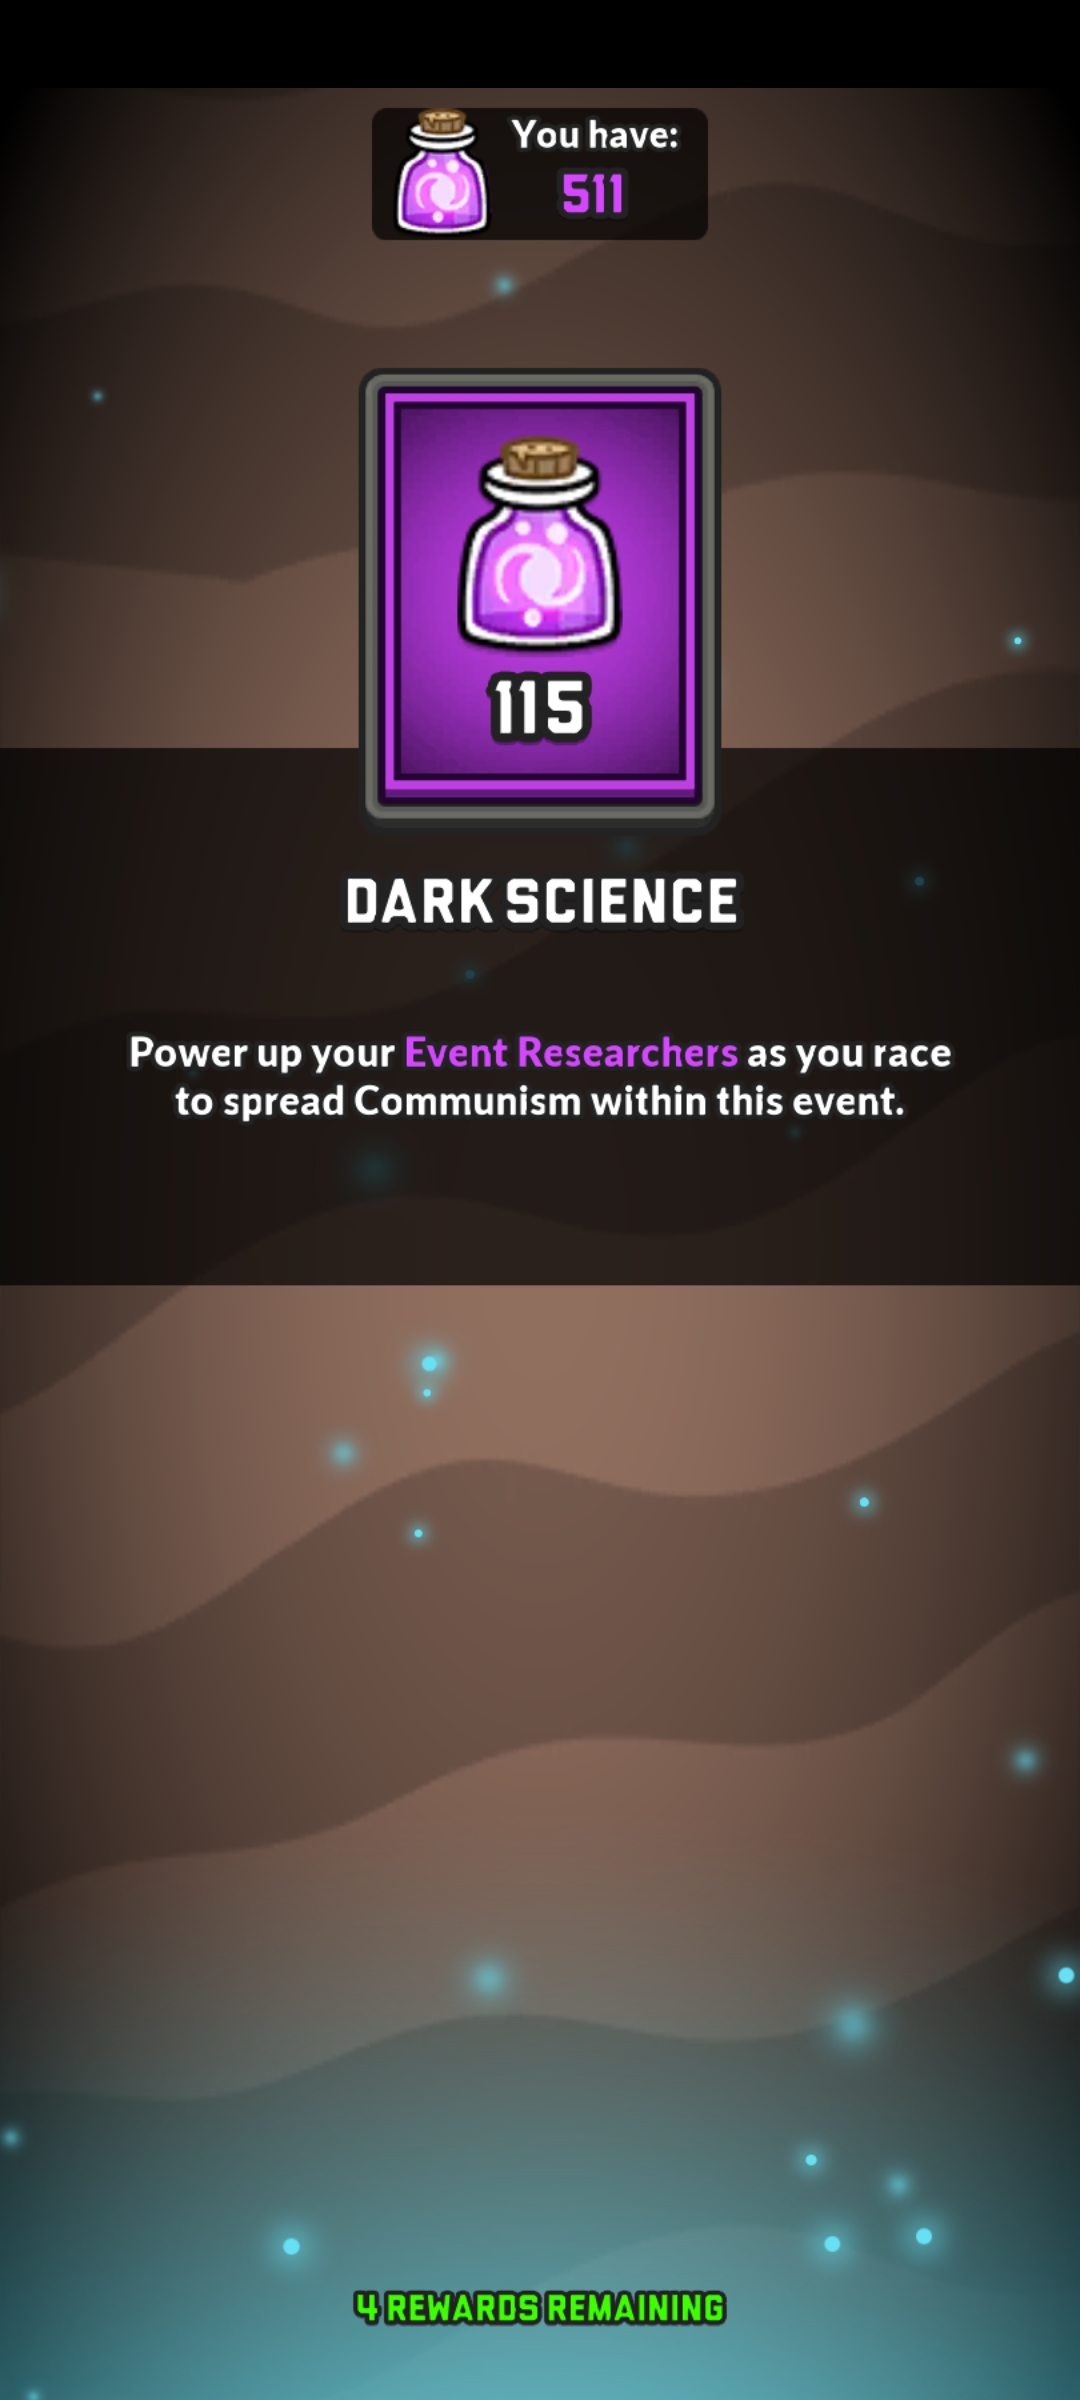 You have:
511
115
DARK SCIENCE
Power up your Event Researchers as you race
to spread Communism within this event.
4 REWARDS REMAINING